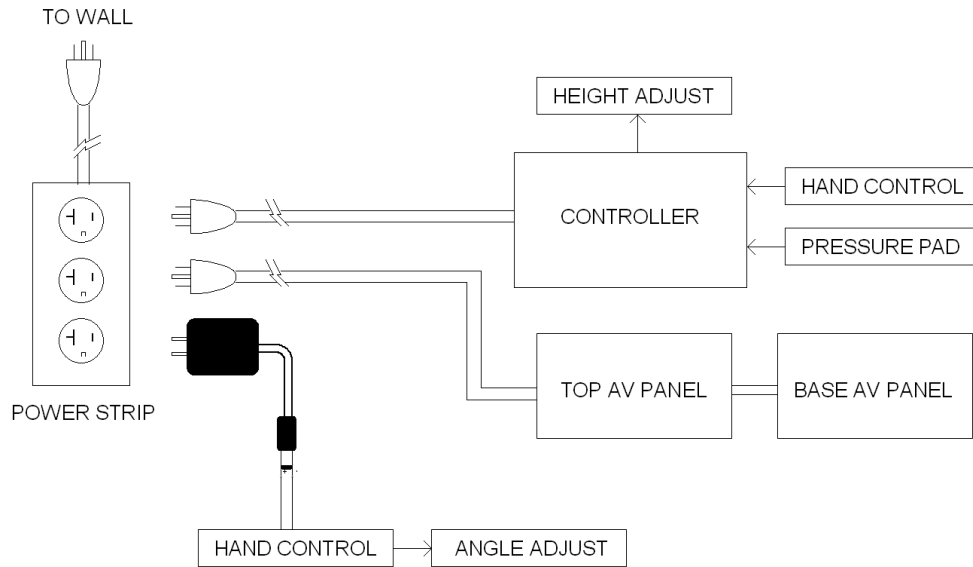 TO WALL
HEIGHT ADJUST
HAND CONTROL
CONTROLLER
PRESSURE PAD
TOP AV PANEL
BASE AV PANEL
POWER STRIP
HAND CONTROL
ANGLE ADJUST